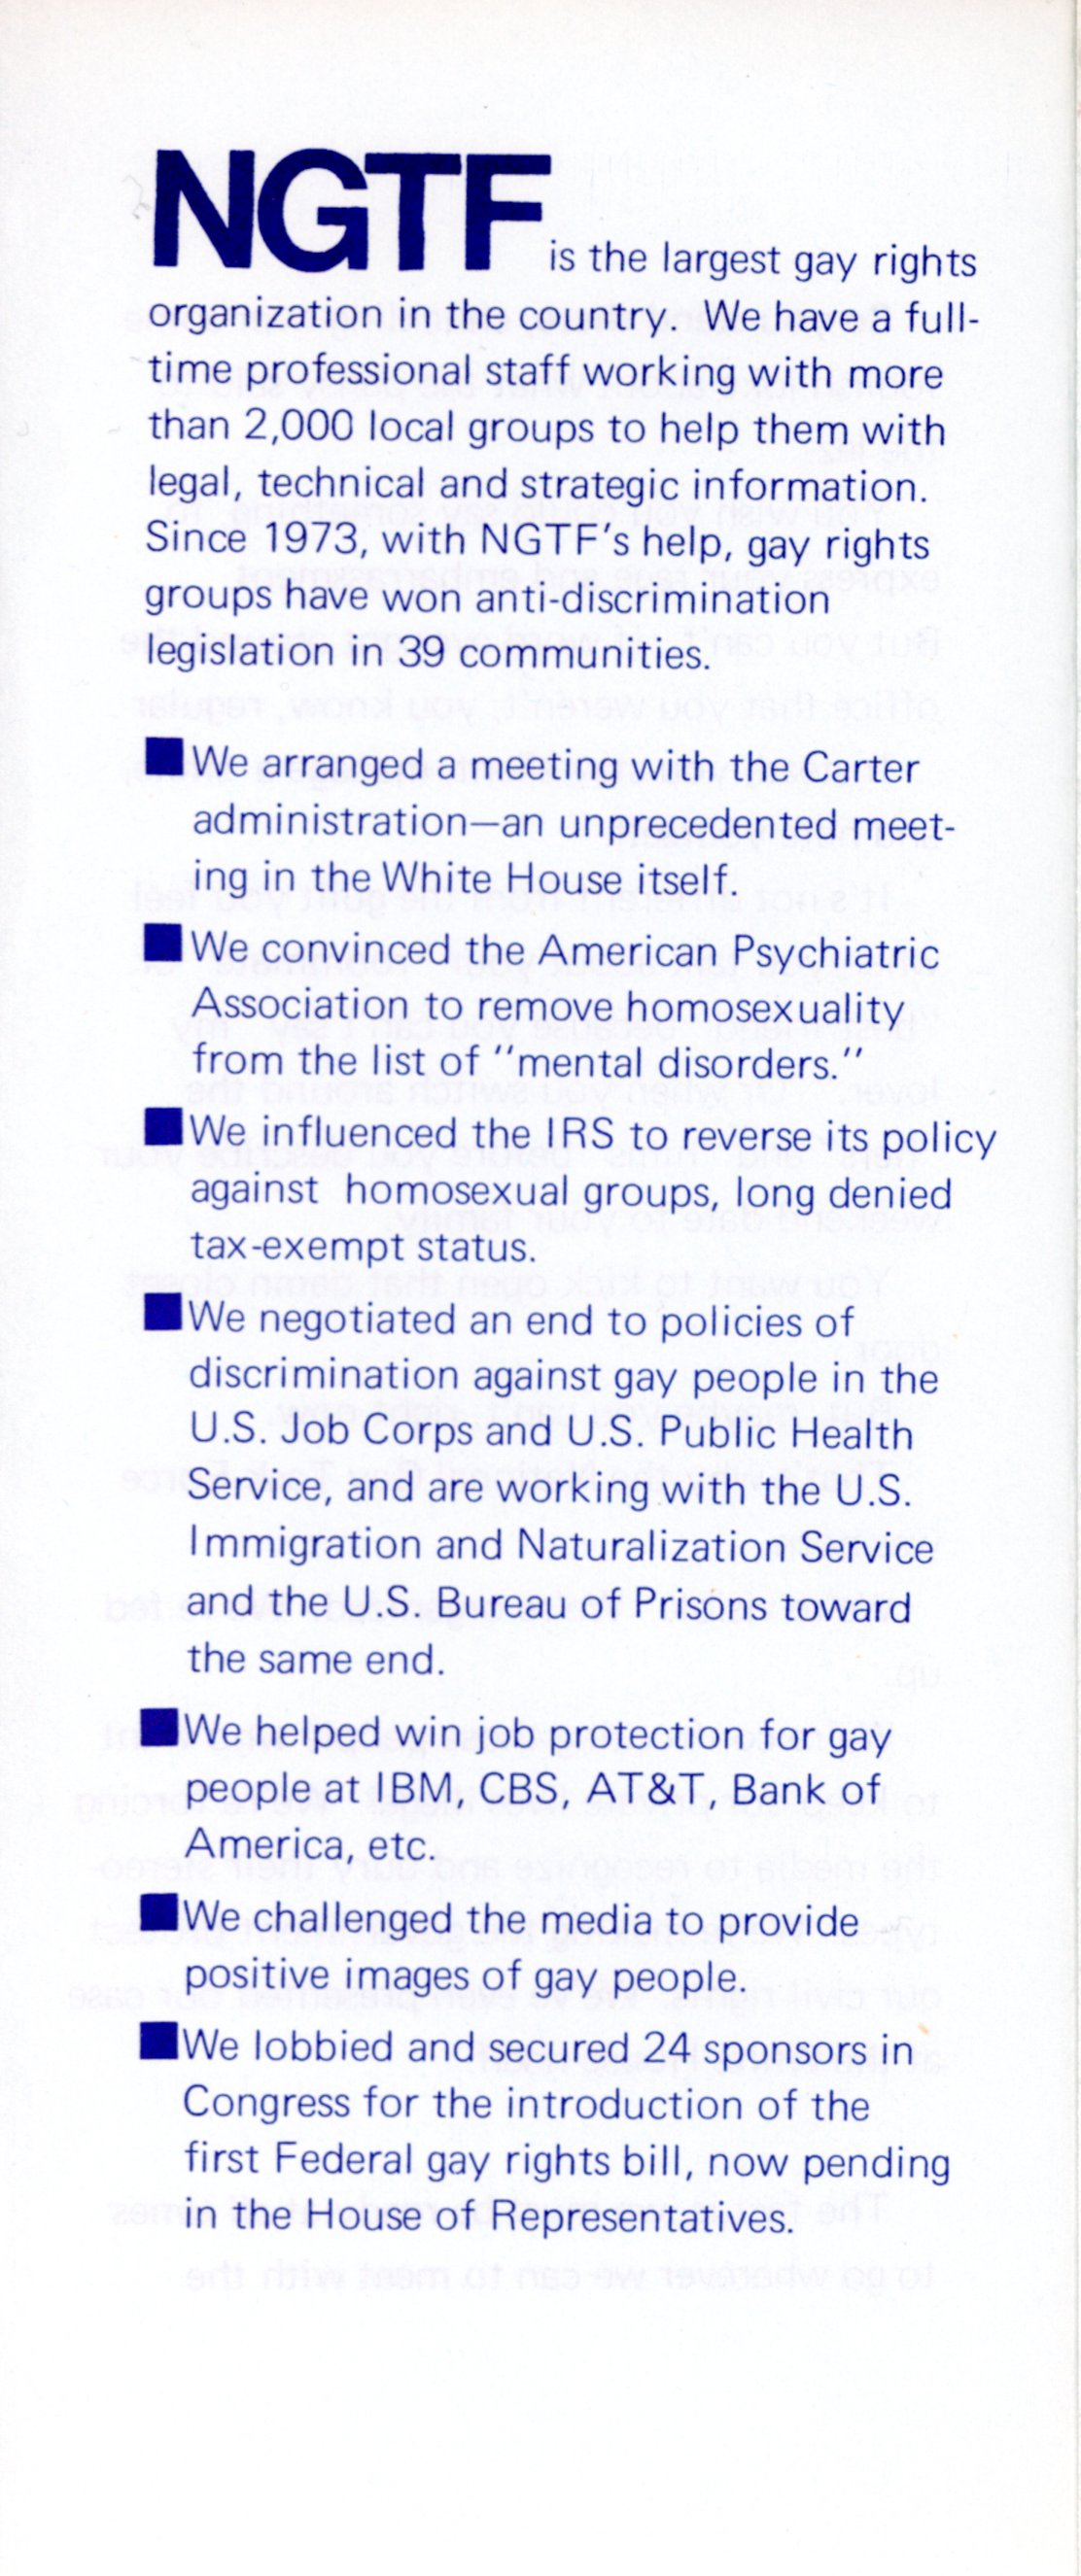 NGTF is the largest gay rights
organization in the country. We have a full-
time professional staff working with more
than 2,000 local groups to help them with
legal, technical and strategic information.
Since 1973, with NGTF's help, gay rights
groups have won anti-discrimination
legislation in 39 communities.
■ We arranged a meeting with the Carter
administration—an unprecedented meet-
ing in the White House itself.
■ We convinced the American Psychiatric
Association to remove homosexuality
from the list of "mental disorders."
■ We influenced the IRS to reverse its policy
against homosexual groups, long denied
tax-exempt status.
■ We negotiated an end to policies of
discrimination against gay people in the
U.S. Job Corps and U.S. Public Health
Service, and are working with the U.S.
Immigration and Naturalization Service
and the U.S. Bureau of Prisons toward
the same end.
■ We helped win job protection for gay
people at IBM, CBS, AT&T, Bank of
America, etc.
■ We challenged the media to provide
positive images of gay people.
■ We lobbied and secured 24 sponsors in
Congress for the introduction of the
first Federal gay rights bill, now pending
in the House of Representatives.